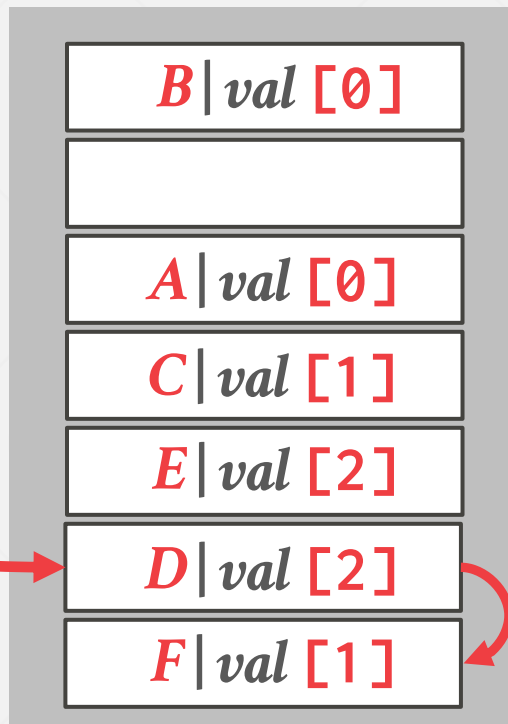 B|val [0]
A|val [0]
C|val [1]
E|val [2]
D|val [2]
F|val [1]